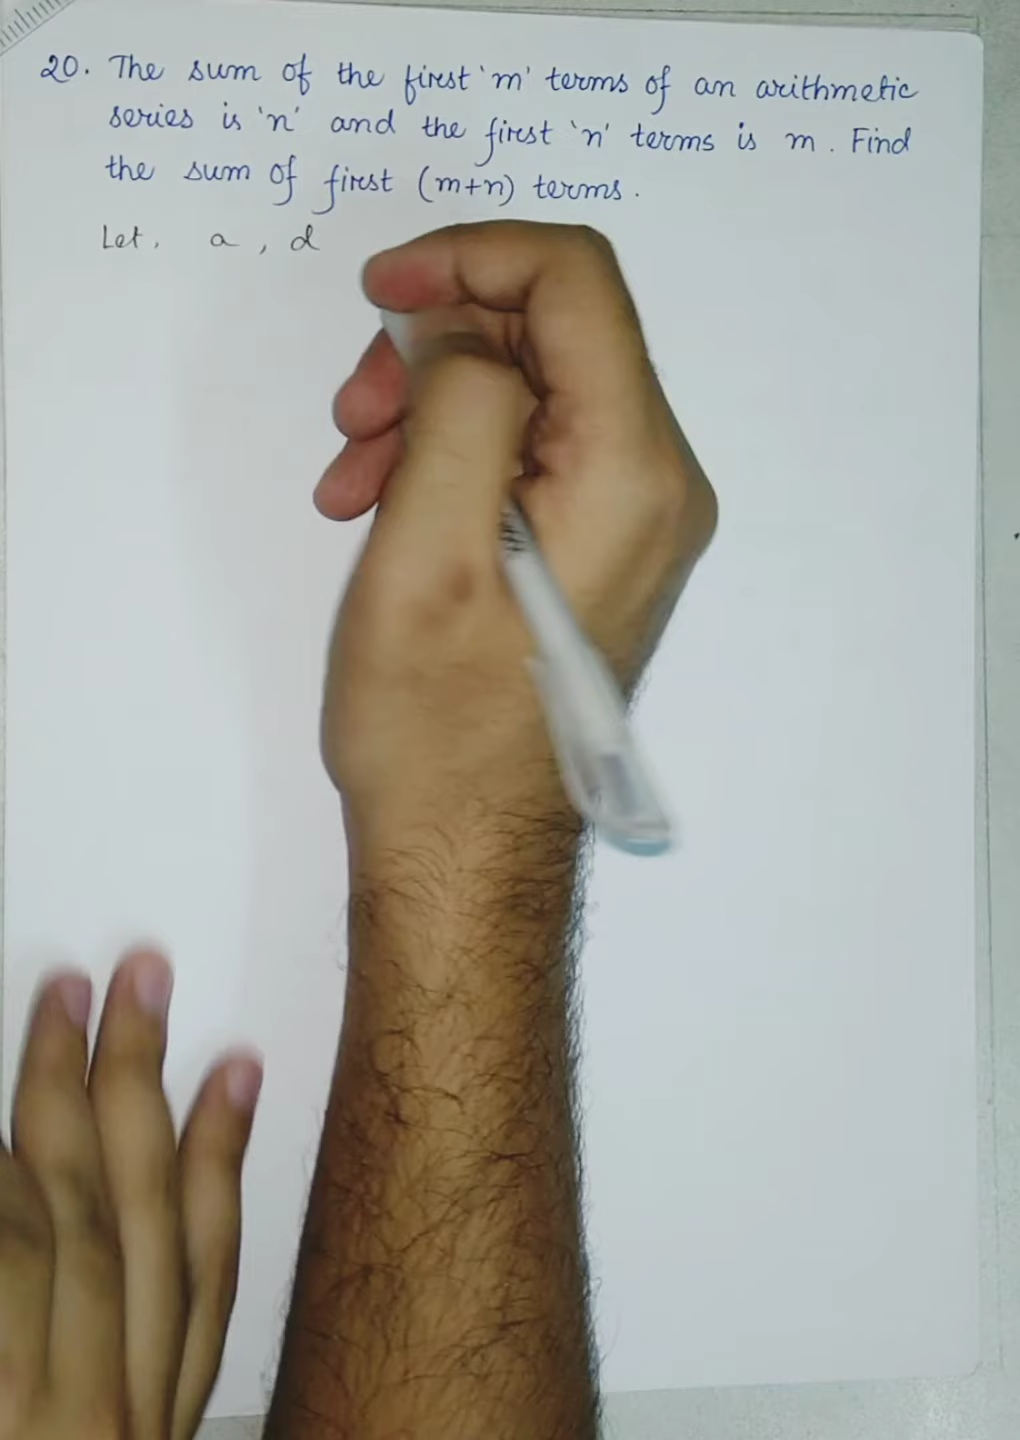 20. The sum of the first 'm' terms of an arithmetic
series is 'n' and the first 'n' terms is m. Find
the sum of first (m+n) terms.
Let, a, d